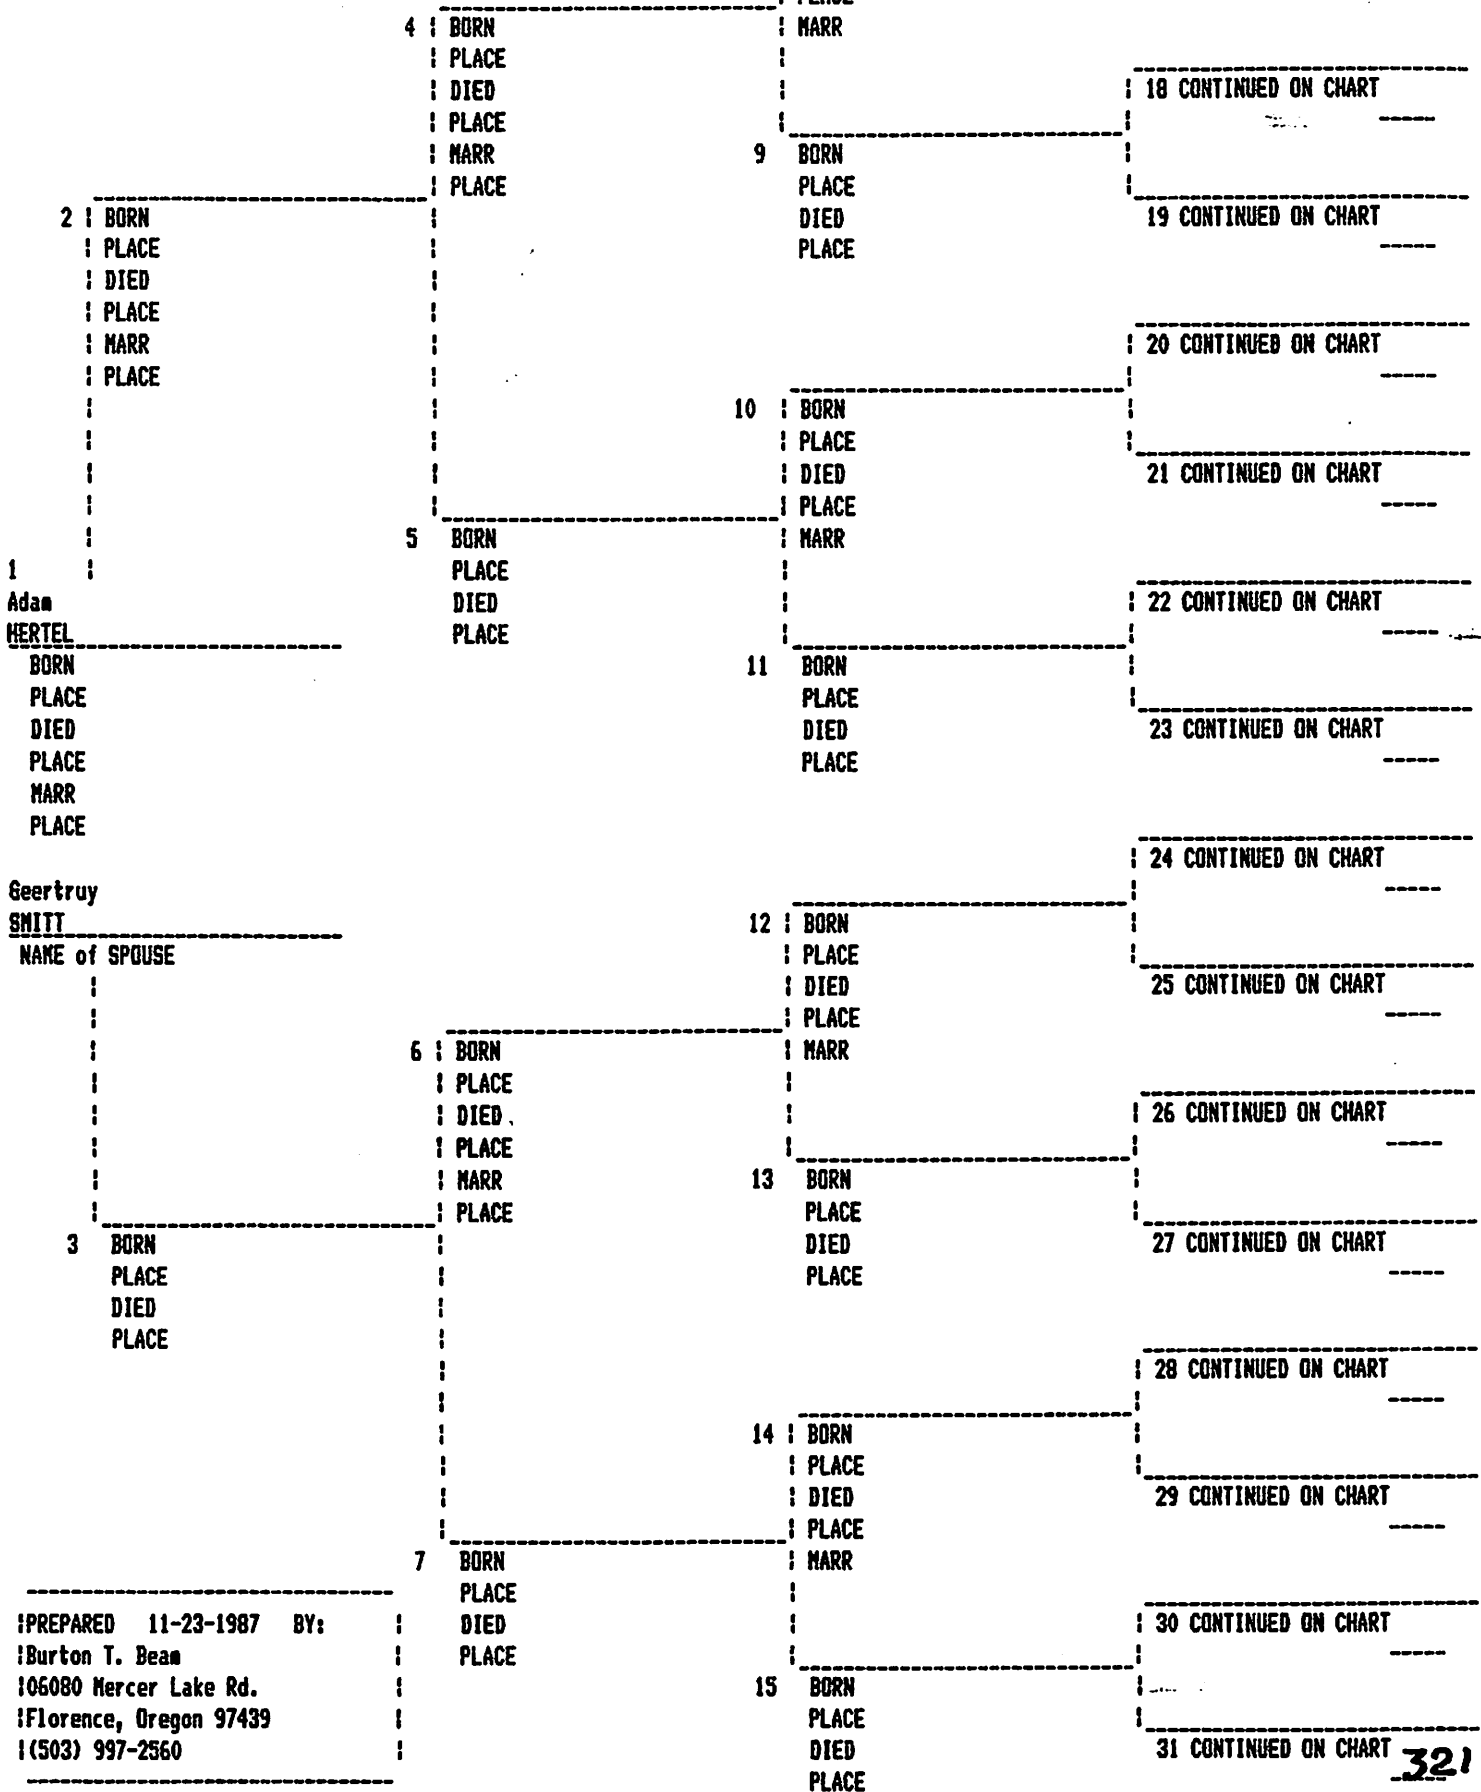 MARR
4 BORN
PLACE
DIED
PLACE
MARR
PLACE
18 CONTINUED ON CHART
9 BORN
PLACE
DIED
PLACE
19 CONTINUED ON CHART
2 BORN
PLACE
DIED
PLACE
MARR
PLACE
20 CONTINUED ON CHART
10 BORN
PLACE
DIED
PLACE
MARR
21 CONTINUED ON CHART
5 BORN
PLACE
DIED
PLACE
1
Adam
HERTEL
BORN
PLACE
DIED
PLACE
MARR
PLACE
22 CONTINUED ON CHART
11 BORN
PLACE
DIED
PLACE
23 CONTINUED ON CHART
Geertruy
SMITT
NAME of SPOUSE
24 CONTINUED ON CHART
12 BORN
PLACE
DIED
PLACE
MARR
25 CONTINUED ON CHART
6 BORN
PLACE
DIED
PLACE
MARR
PLACE
26 CONTINUED ON CHART
13 BORN
PLACE
DIED
PLACE
27 CONTINUED ON CHART
3 BORN
PLACE
DIED
PLACE
28 CONTINUED ON CHART
14 BORN
PLACE
DIED
PLACE
MARR
29 CONTINUED ON CHART
7 BORN
PLACE
DIED
PLACE
30 CONTINUED ON CHART
15 BORN
PLACE
DIED
PLACE
31 CONTINUED ON CHART
PREPARED 11-23-1987 BY:
Burton T. Beam
06080 Mercer Lake Rd.
Florence, Oregon 97439
(503) 997-2560
321